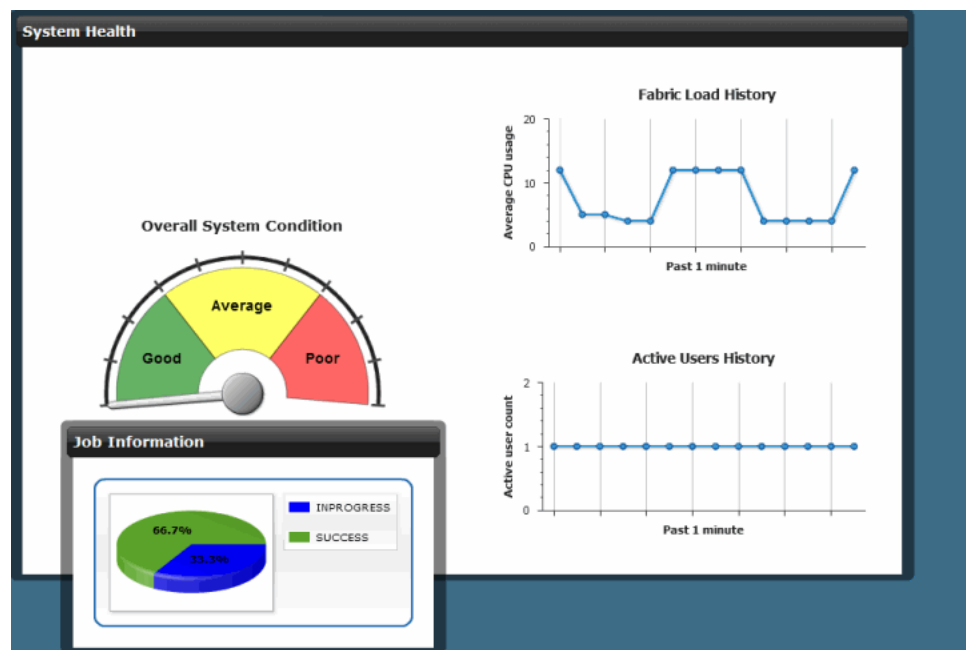 System Health
Overall System Condition
Good
Average
Poor
Fabric Load History
Average CPU usage
20
10
0
Past 1 minute
Active Users History
Active user count
2
1
0
Past 1 minute
Job Information
66.7%
33.3%
INPROGRESS
SUCCESS